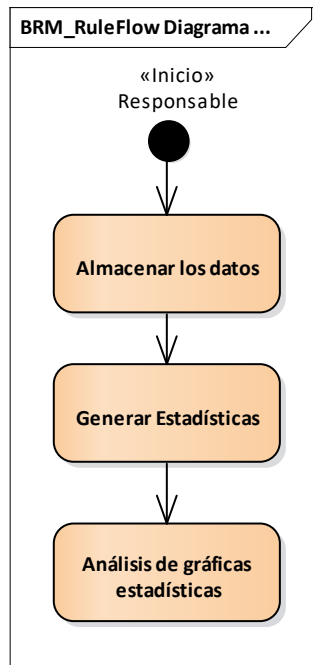 BRM_RuleFlow Diagrama ...
«Inicio»
Responsable
Almacenar los datos
Generar Estadísticas
Análisis de gráficas
estadísticas